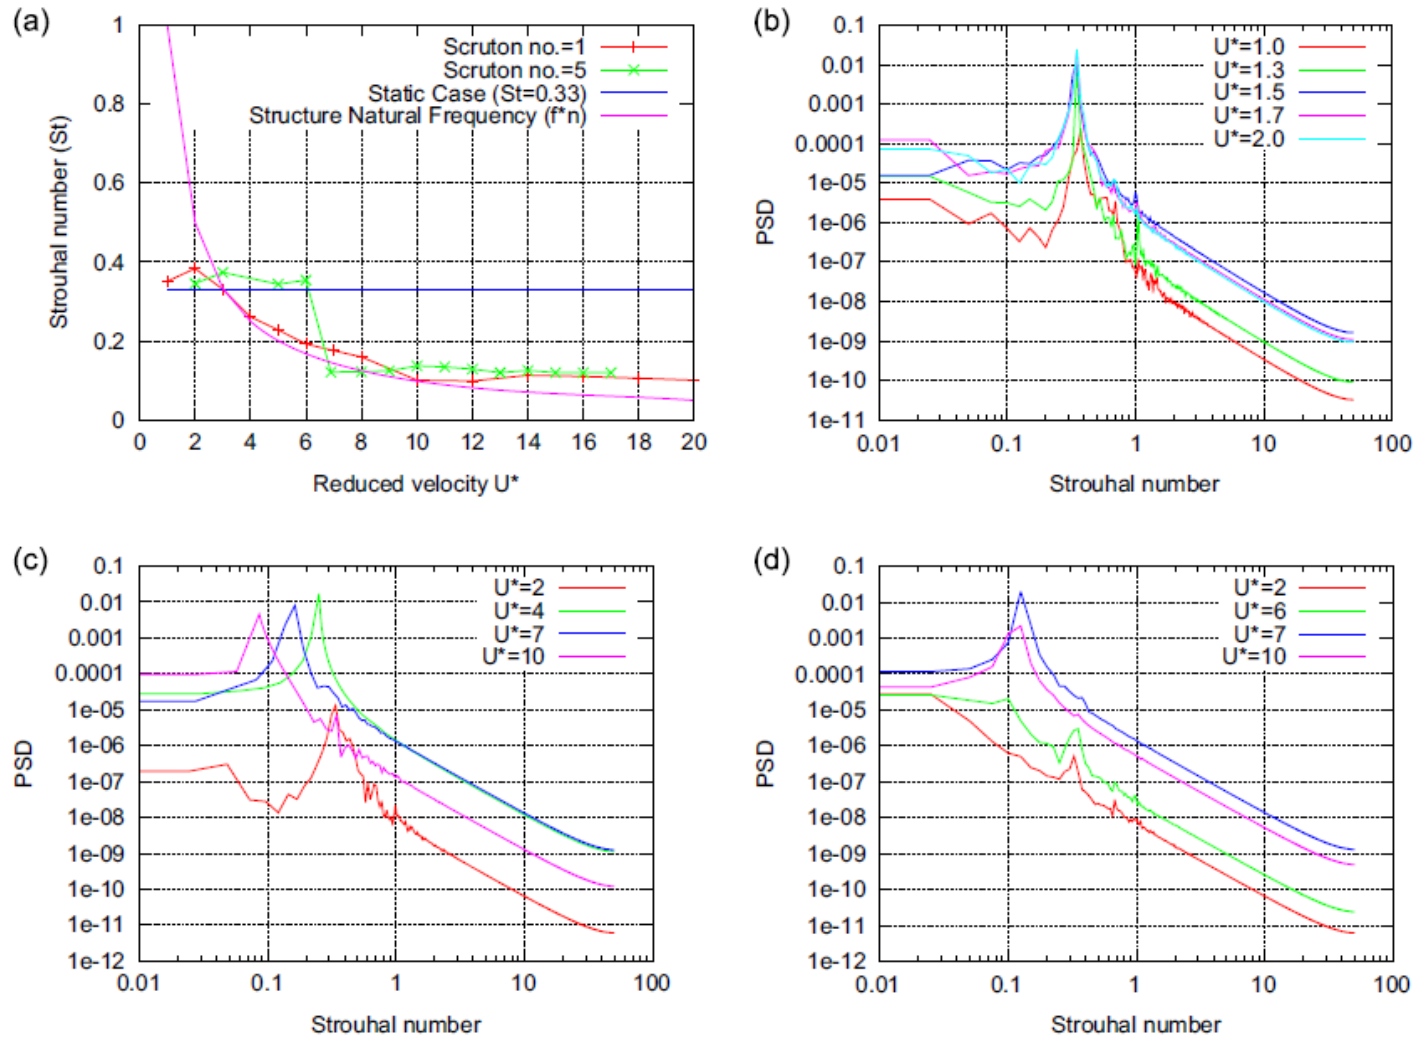 (a)
1
0.8
0.6
0.4
0.2
0
Strouhal number (St)
Scruton no.=1
Scruton no.=5
Static Case (St=0.33)
Structure Natural Frequency (f*n)
0 2 4 6 8 10 12 14 16 18 20
Reduced velocity U*
(b)
0.1
0.01
0.001
0.0001
1e-05
1e-06
1e-07
1e-08
1e-09
1e-10
1e-11
PSD
U*=1.0
U*=1.3
U*=1.5
U*=1.7
U*=2.0
0.01 0.1 1 10 100
Strouhal number
(c)
0.1
0.01
0.001
0.0001
1e-05
1e-06
1e-07
1e-08
1e-09
1e-10
1e-11
1e-12
PSD
U*=2
U*=4
U*=7
U*=10
0.01 0.1 1 10 100
Strouhal number
(d)
0.1
0.01
0.001
0.0001
1e-05
1e-06
1e-07
1e-08
1e-09
1e-10
1e-11
1e-12
PSD
U*=2
U*=6
U*=7
U*=10
0.01 0.1 1 10 100
Strouhal number